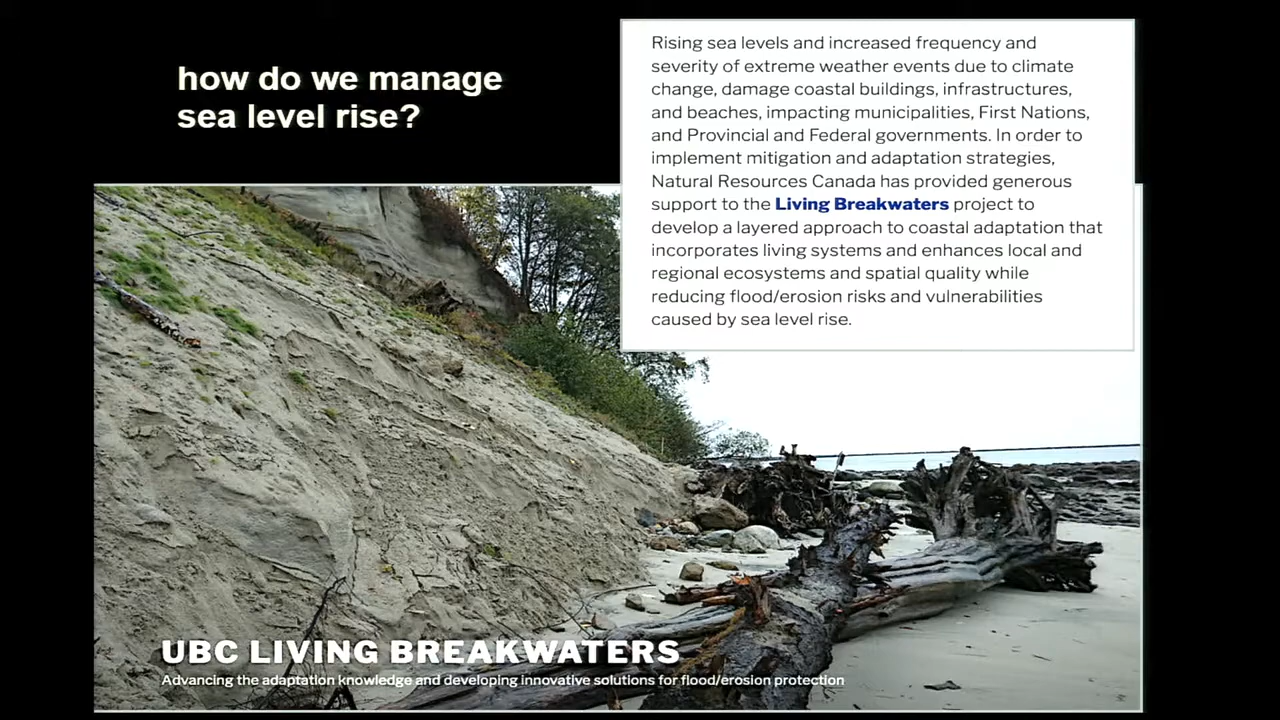 how do we manage
sea level rise?
Rising sea levels and increased frequency and
severity of extreme weather events due to climate
change, damage coastal buildings, infrastructures,
and beaches, impacting municipalities, First Nations,
and Provincial and Federal governments. In order to
implement mitigation and adaptation strategies,
Natural Resources Canada has provided generous
support to the Living Breakwaters project to
develop a layered approach to coastal adaptation that
incorporates living systems and enhances local and
regional ecosystems and spatial quality while
reducing flood/erosion risks and vulnerabilities
caused by sea level rise.
UBC LIVING BREAKWATERS
Advancing the adaptation knowledge and developing innovative solutions for flood/erosion protection